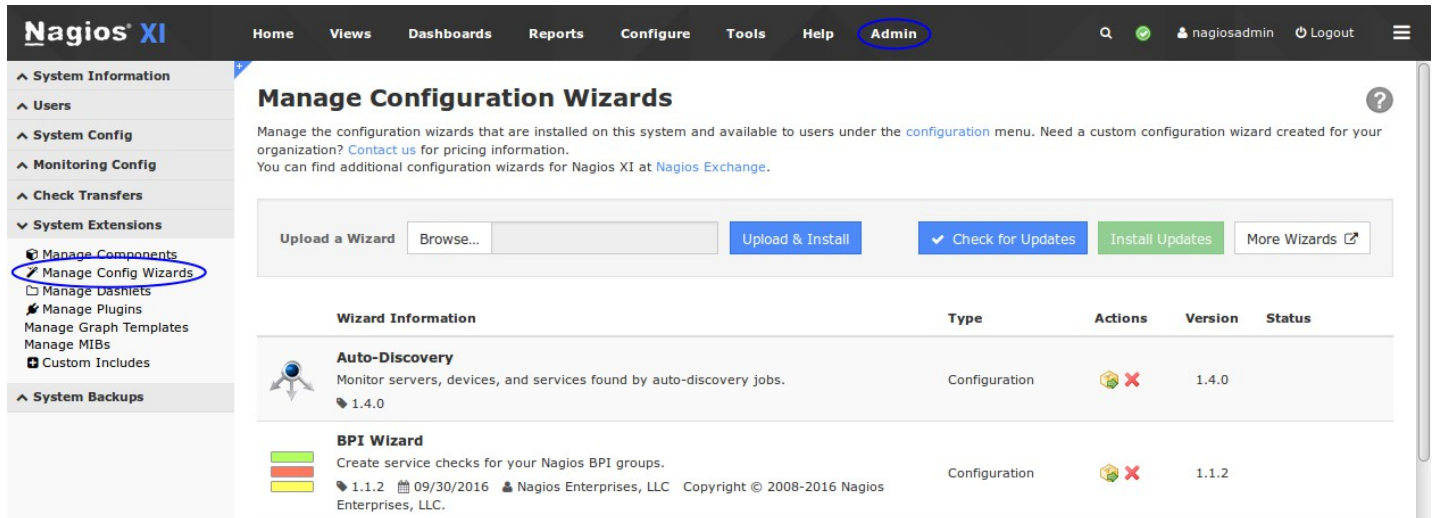 Nagios® XI
Home Views Dashboards Reports Configure Tools Help Admin
nagiosadmin Logout
System Information
Users
System Config
Monitoring Config
Check Transfers
System Extensions
Manage Components
Manage Config Wizards
Manage Dashlets
Manage Plugins
Manage Graph Templates
Manage MIBs
Custom Includes
System Backups
Manage Configuration Wizards
?
Manage the configuration wizards that are installed on this system and available to users under the configuration menu. Need a custom configuration wizard created for your
organization? Contact us for pricing information.
You can find additional configuration wizards for Nagios XI at Nagios Exchange.
Upload a Wizard Browse... Upload & Install Check for Updates Install Updates More Wizards
Wizard Information Type Actions Version Status
Auto-Discovery
Monitor servers, devices, and services found by auto-discovery jobs. Configuration 1.4.0
1.4.0
BPI Wizard
Create service checks for your Nagios BPI groups. Configuration 1.1.2
1.1.2 09/30/2016 Nagios Enterprises, LLC Copyright © 2008-2016 Nagios
Enterprises, LLC.